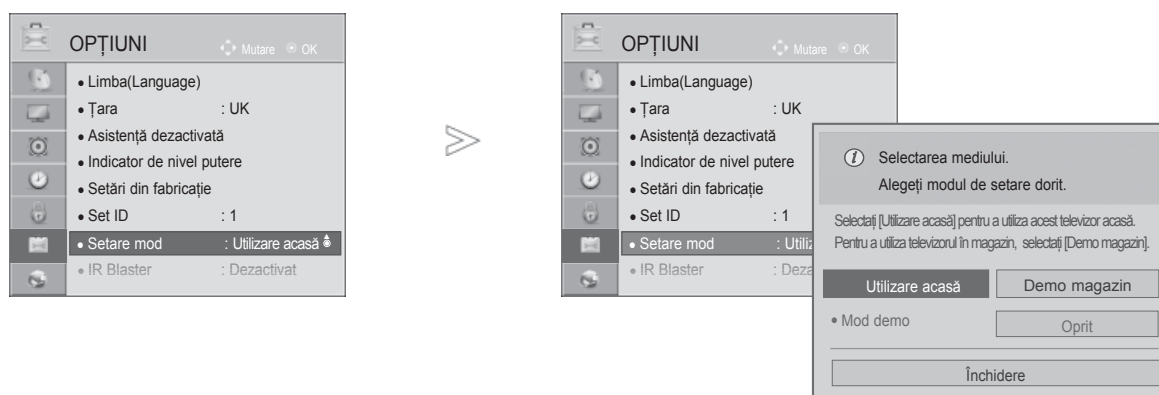 OPȚIUNI
Mutare OK
• Limba(Language)
• Țara : UK
• Asistență dezactivată
• Indicator de nivel putere
• Setări din fabricație
• Set ID : 1
• Setare mod : Utilizare acasă
• IR Blaster : Dezactivat
OPȚIUNI
Mutare OK
• Limba(Language)
• Țara : UK
• Asistență dezactivată
• Indicator de nivel putere
• Setări din fabricație
• Set ID : 1
• Setare mod : Utiliz
• IR Blaster : Deza
Selectarea mediului.
Alegeți modul de setare dorit.
Selectați [Utilizare acasă] pentru a utiliza acest televizor acasă.
Pentru a utiliza televizorul în magazin, selectați [Demo magazin].
Utilizare acasă Demo magazin
• Mod demo Oprit
Închidere